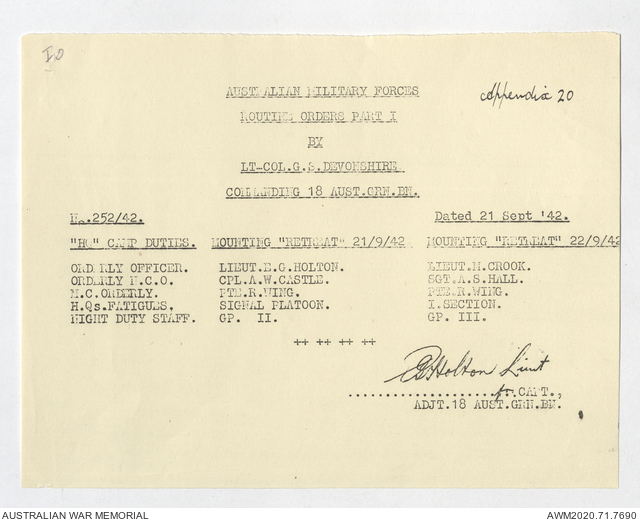 IO
Appendix 20
AUSTRALIAN MILITARY FORCES
ROUTINE ORDERS PART I
BY
LT-COL.G.S.DEVONSHIRE
COMMANDING 18 AUST.GRN.BN.
No.252/42. Dated 21 Sept '42.
"HQ" CAMP DUTIES. MOUNTING "RETREAT" 21/9/42 MOUNTING "RETREAT" 22/9/42
ORDERLY OFFICER. LIEUT.E.G.HOLTON. LIEUT.H.CROOK.
ORDERLY N.C.O. CPL.A.W.CASTLE. SGT.A.S.HALL.
M.C.ORDERLY. PTE.R.WING. PTE.R.WING.
H.Qs.FATIGUES. SIGNAL PLATOON. I.SECTION.
NIGHT DUTY STAFF. GP. II. GP. III.
++ ++ ++ ++
EGHolton Lieut
......................for CAPT.,
ADJT.18 AUST.GRN.BN.
AUSTRALIAN WAR MEMORIAL AWM2020.71.7690